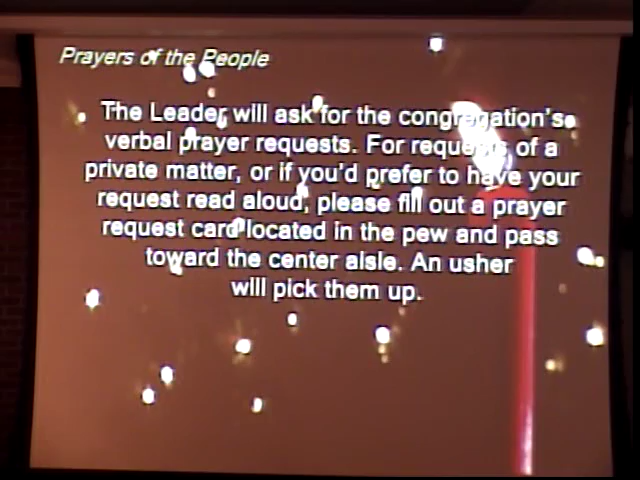 Prayers of the People
The Leader will ask for the congregation's
verbal prayer requests. For requests of a
private matter, or if you'd prefer to have your
request read aloud, please fill out a prayer
request card located in the pew and pass
toward the center aisle. An usher
will pick them up.